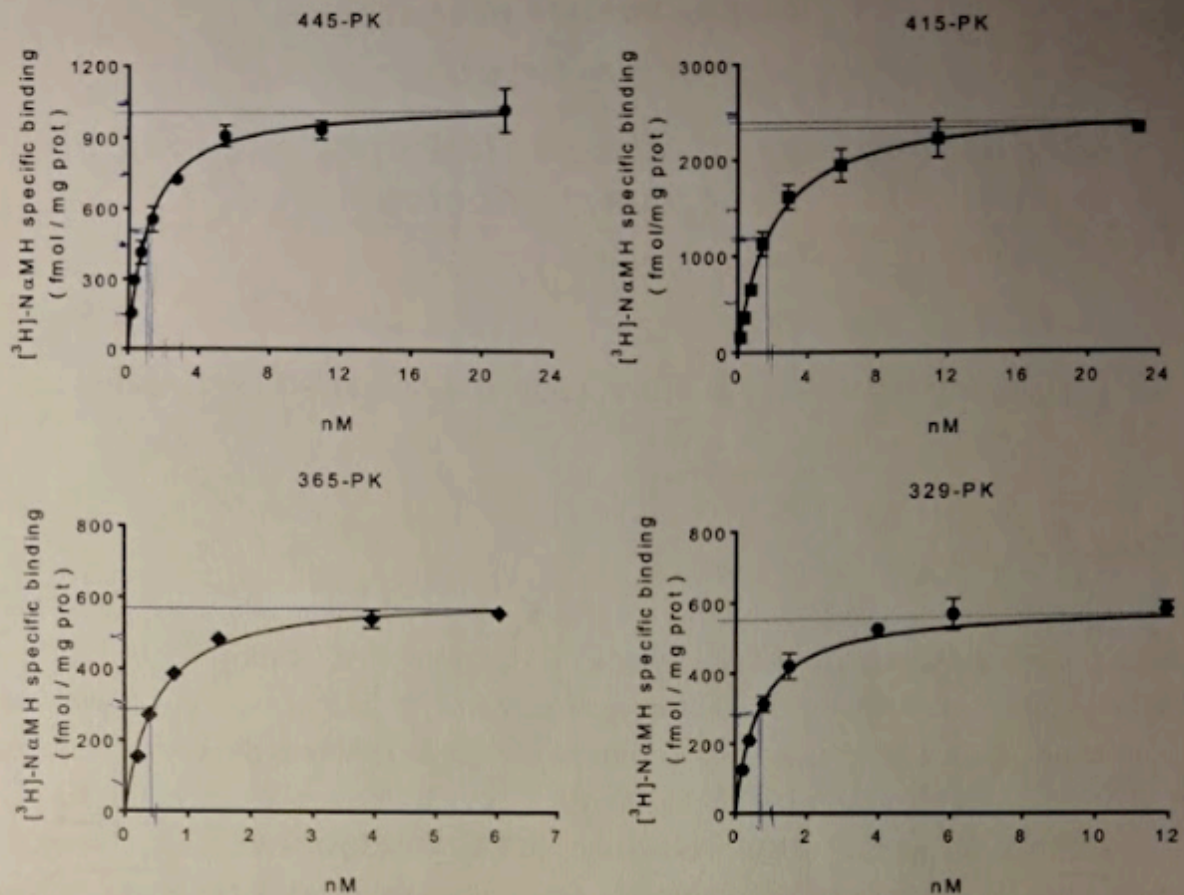 445-PK
[³H]-NαMH specific binding
( fmol / mg prot )
1200
900
600
300
0
0 4 8 12 16 20 24
nM
415-PK
[³H]-NαMH specific binding
( fmol/mg prot )
3000
2000
1000
0
0 4 8 12 16 20 24
nM
365-PK
[³H]-NαMH specific binding
( fmol / mg prot )
800
600
400
200
0
0 1 2 3 4 5 6 7
nM
329-PK
[³H]-NαMH specific binding
( fmol / mg prot )
800
600
400
200
0
0 2 4 6 8 10 12
nM